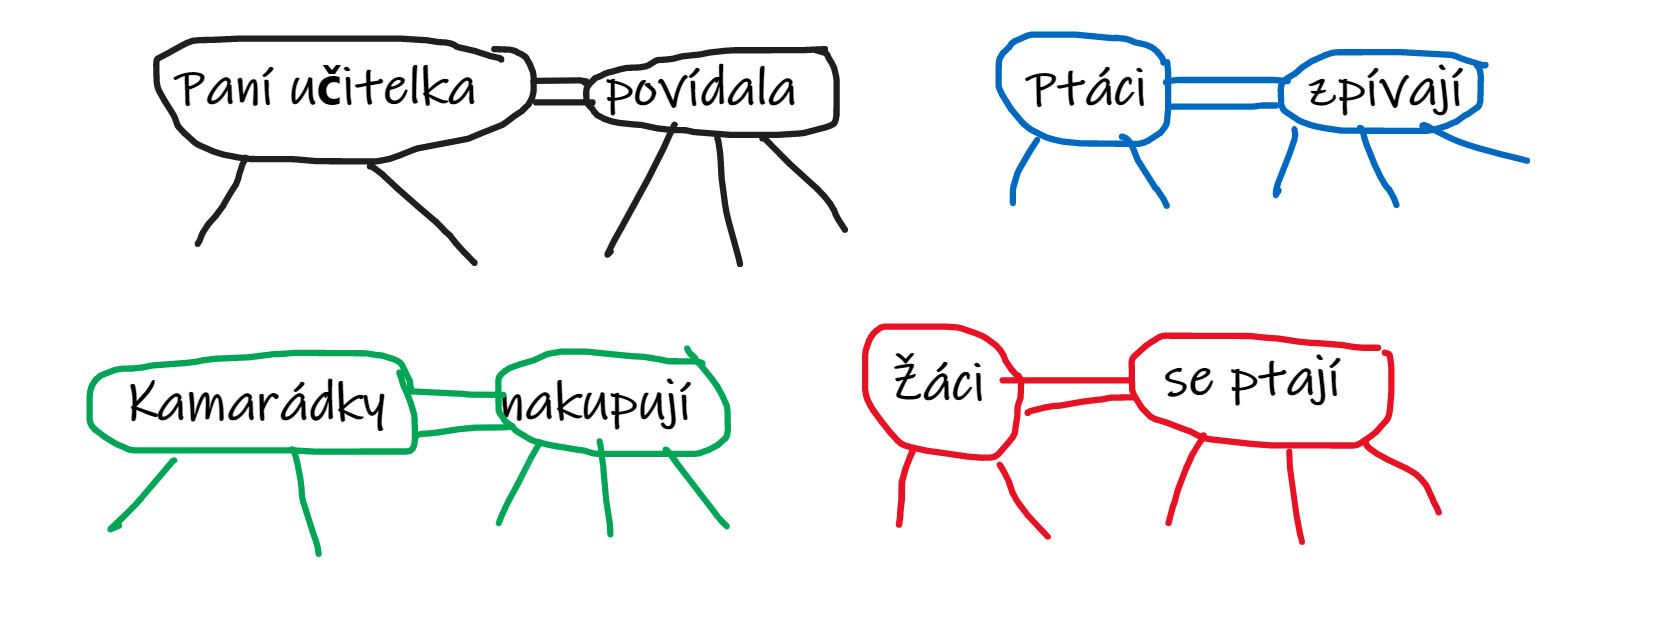 Paní učitelka povídala
Ptáci zpívají
Kamarádky nakupují
Žáci se ptají